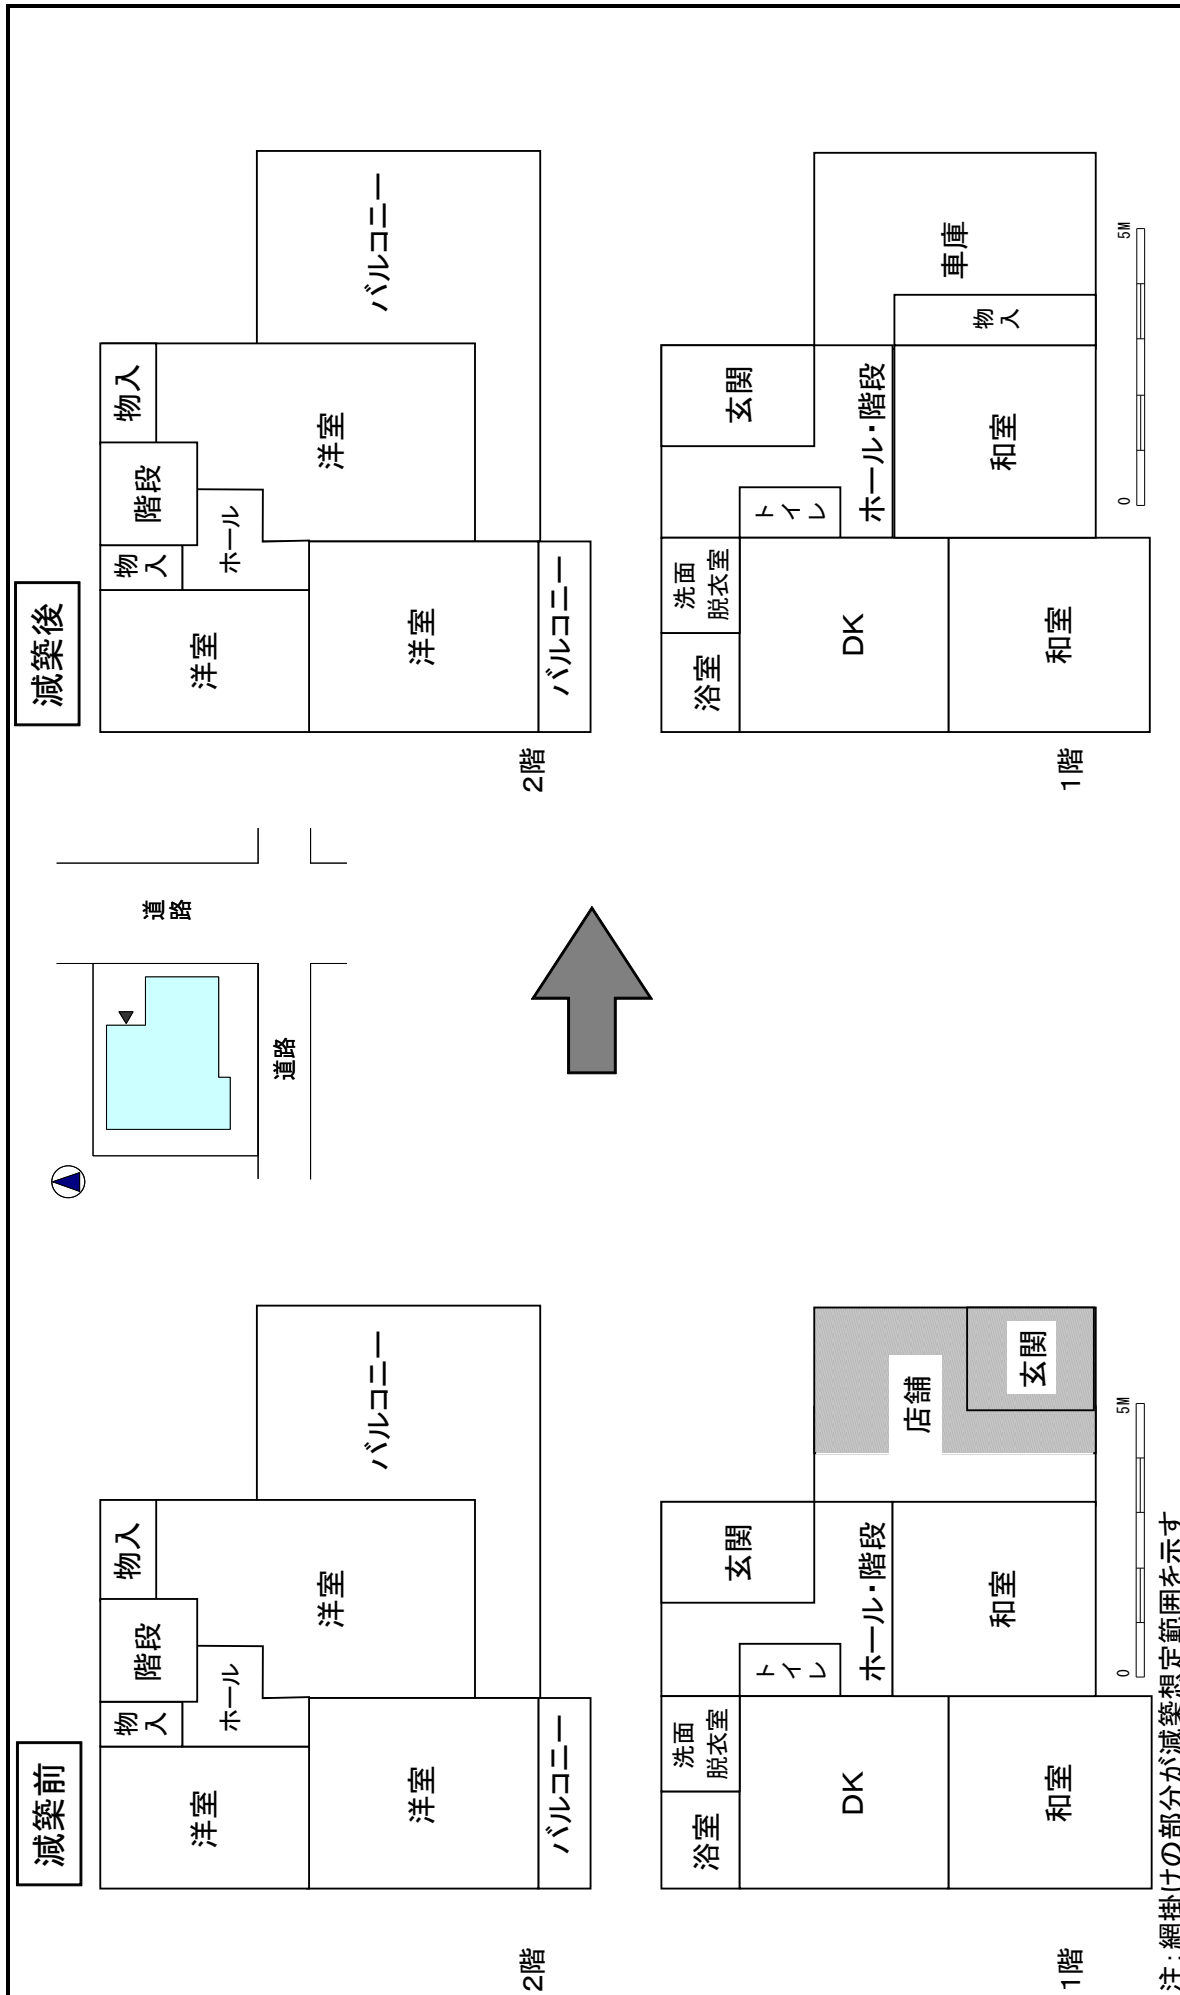 減築前
洋室
物入
階段
物入
ホール
洋室
洋室
バルコニー
バルコニー
2階
浴室
洗面
脱衣室
トイレ
玄関
DK
ホール・階段
店舗
玄関
和室
和室
1階
0
5M
注：網掛けの部分が減築想定範囲を示す
道路
道路
減築後
洋室
物入
階段
物入
ホール
洋室
洋室
バルコニー
バルコニー
2階
浴室
洗面
脱衣室
トイレ
玄関
DK
ホール・階段
車庫
物入
和室
和室
1階
0
5M